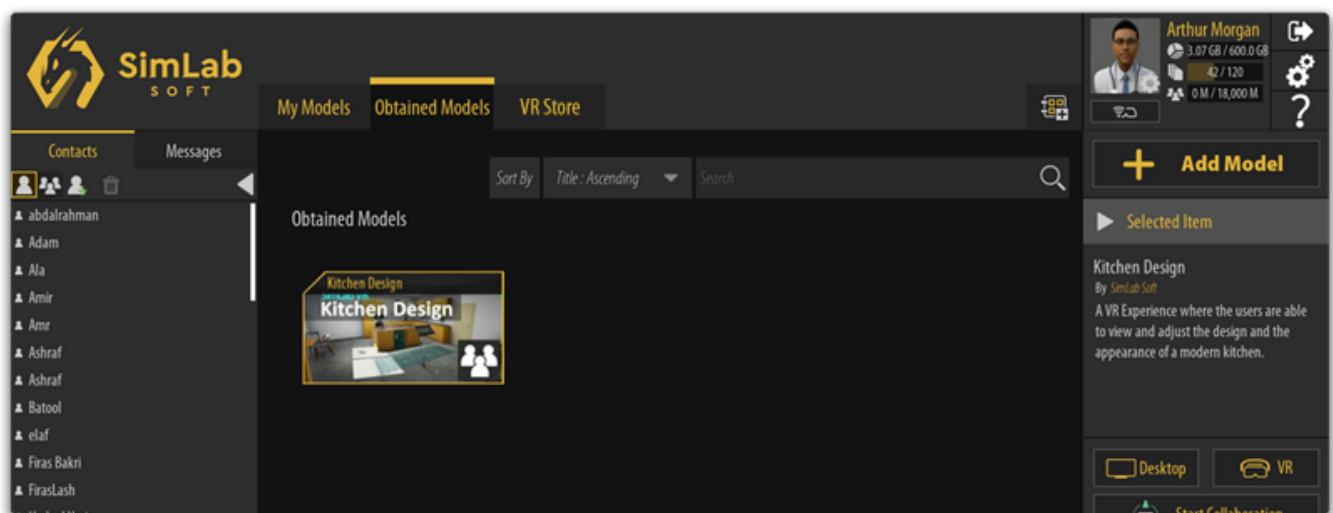 SimLab
SOFT
My Models
Obtained Models
VR Store
Arthur Morgan
3.07 GB / 600.0 GB
42 / 120
0 M / 18,000 M
?
Contacts
Messages
abdalrahman
Adam
Ala
Amir
Amr
Ashraf
Ashraf
Batool
elaf
Firas Bakri
FirasLash
Sort By
Title : Ascending
Search
Obtained Models
Kitchen Design
Kitchen Design
Add Model
Selected Item
Kitchen Design
By SimLab Soft
A VR Experience where the users are able
to view and adjust the design and the
appearance of a modern kitchen.
Desktop
VR
Start Collaboration